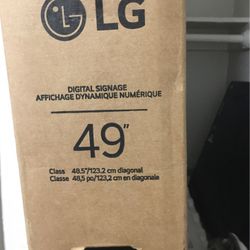 LG
DIGITAL SIGNAGE
AFFICHAGE DYNAMIQUE NUMÉRIQUE
49"
Class 48.5"/123.2 cm diagonal
Classe 48,5 po/123,2 cm en diagonale